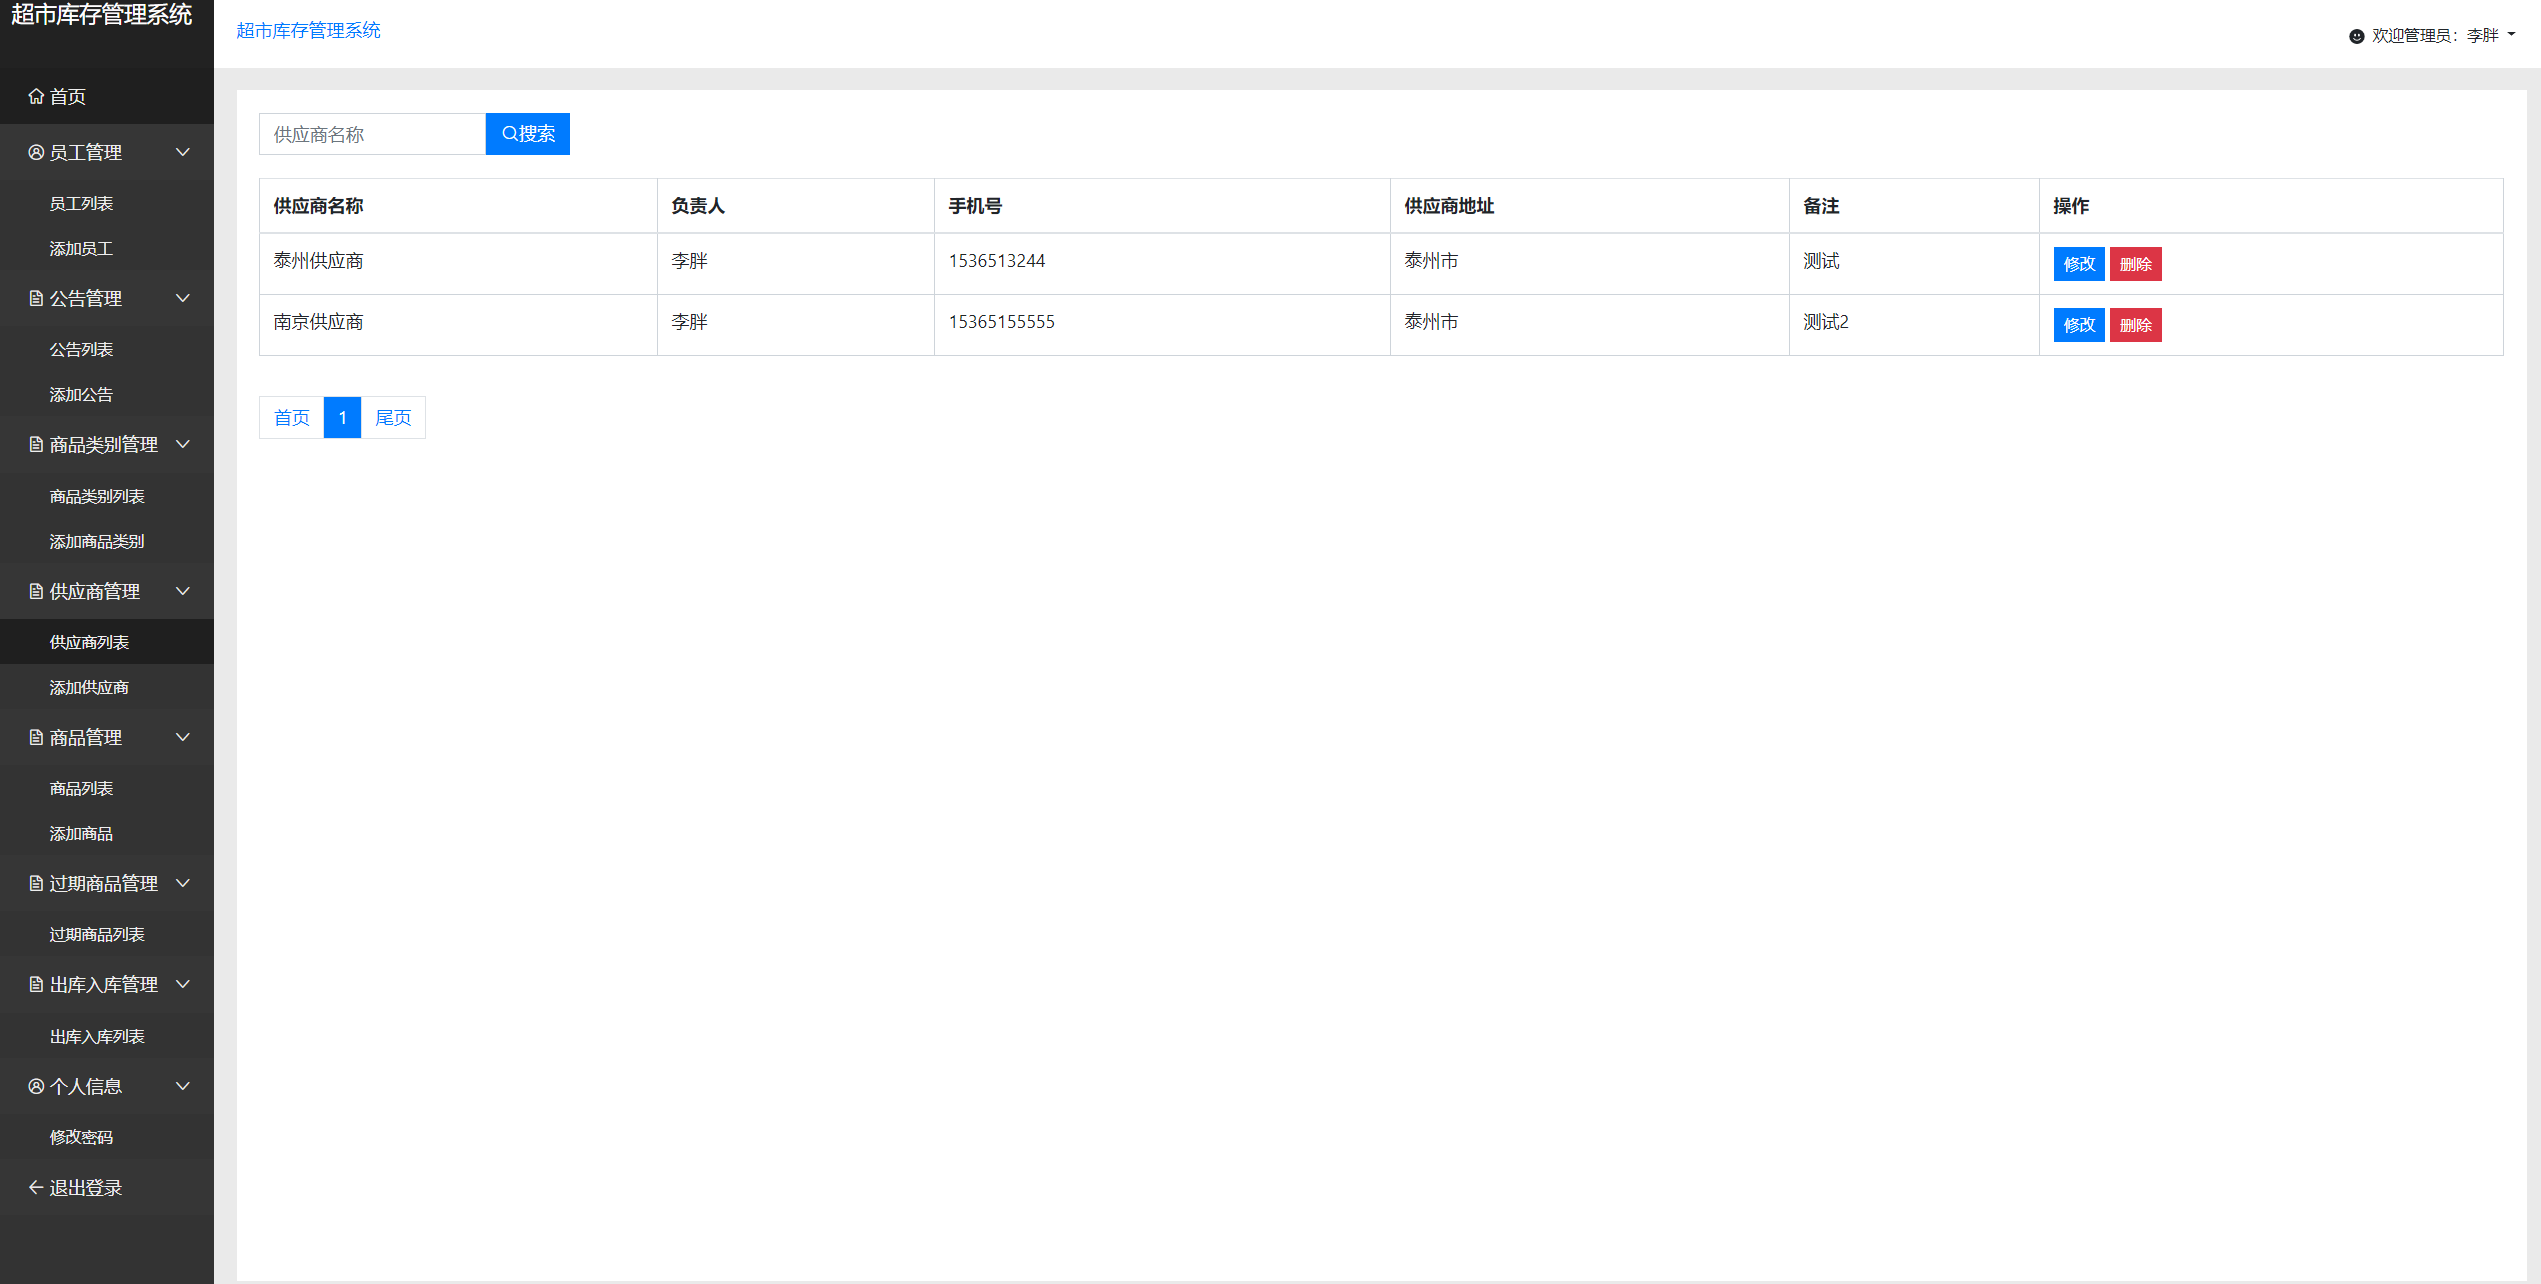 超市库存管理系统
首页
员工管理
员工列表
添加员工
公告管理
公告列表
添加公告
商品类别管理
商品类别列表
添加商品类别
供应商管理
供应商列表
添加供应商
商品管理
商品列表
添加商品
过期商品管理
过期商品列表
出库入库管理
出库入库列表
个人信息
修改密码
退出登录
超市库存管理系统
欢迎管理员：李胖
供应商名称 搜索
供应商名称 负责人 手机号 供应商地址 备注 操作
泰州供应商 李胖 1536513244 泰州市 测试 修改 删除
南京供应商 李胖 15365155555 泰州市 测试2 修改 删除
首页 1 尾页